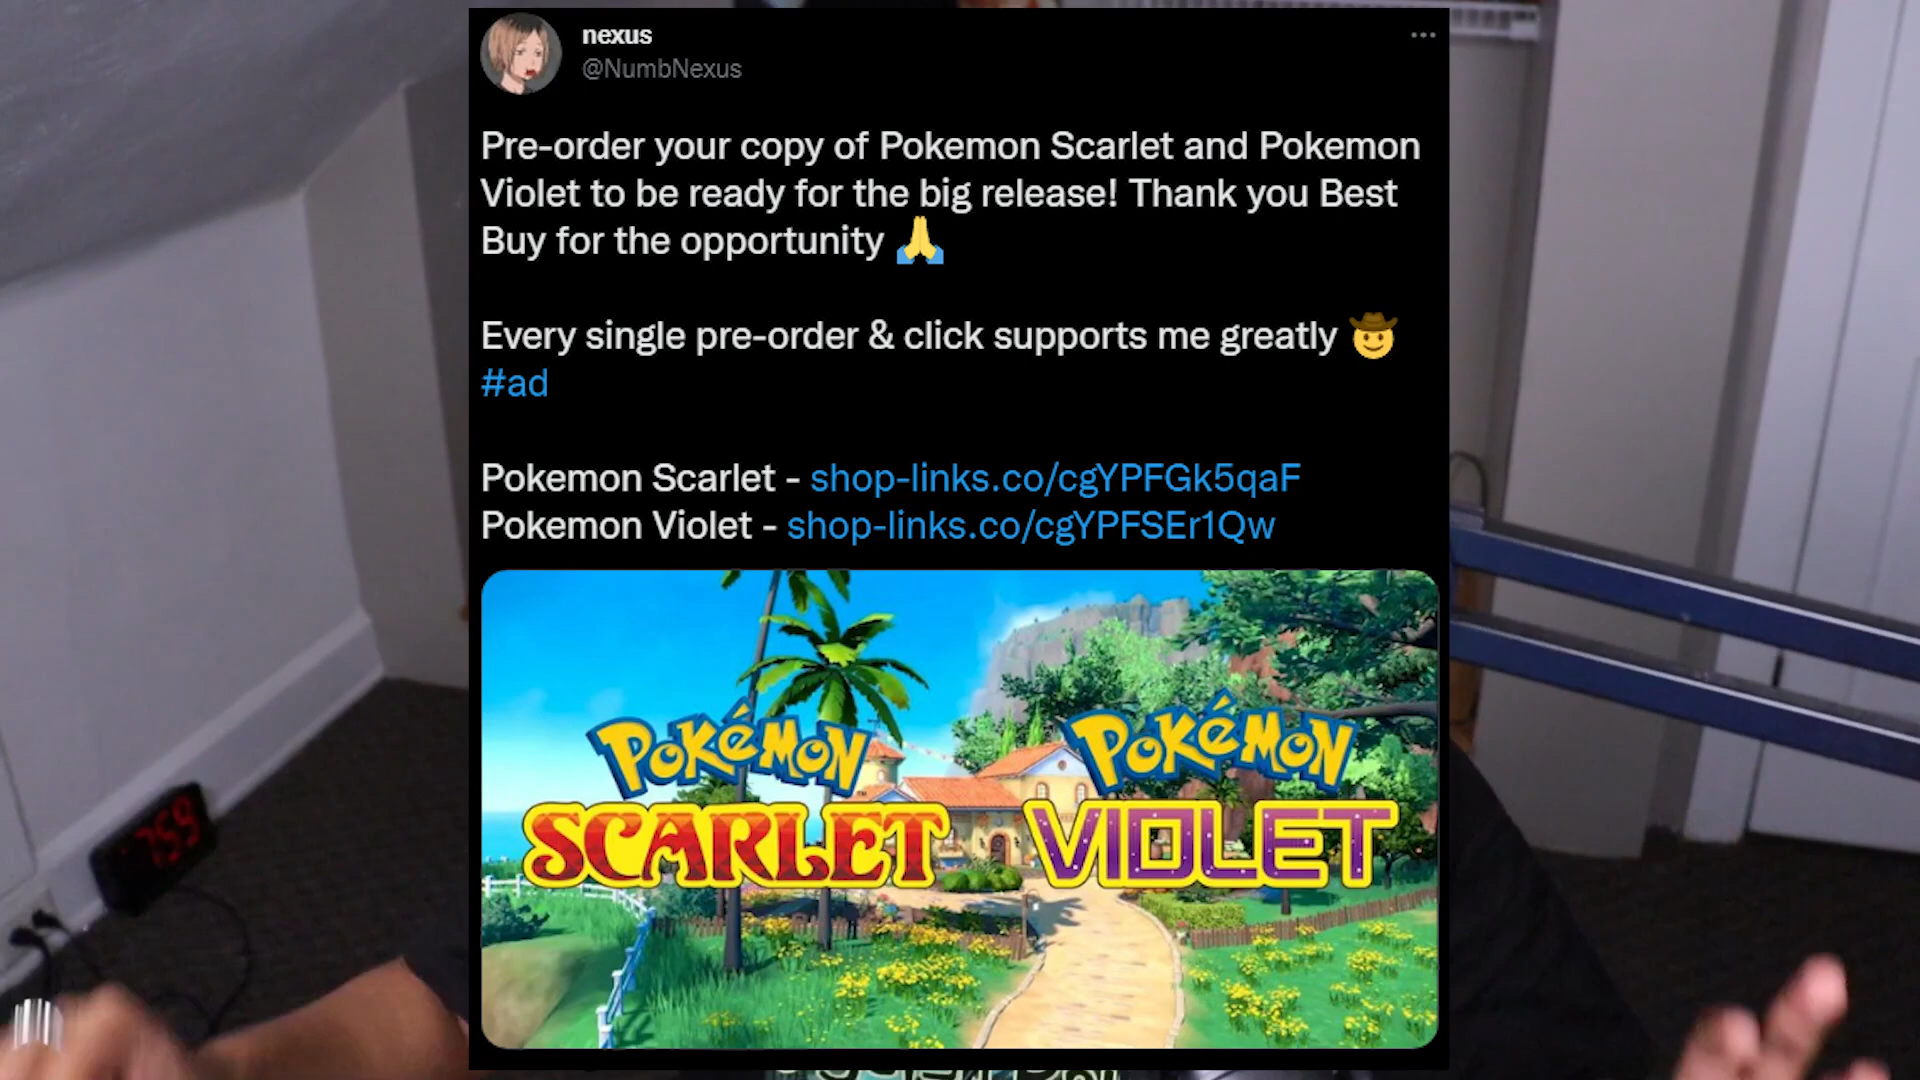 nexus
@NumbNexus
Pre-order your copy of Pokemon Scarlet and Pokemon
Violet to be ready for the big release! Thank you Best
Buy for the opportunity 🙏
Every single pre-order & click supports me greatly 🤠
#ad
Pokemon Scarlet - shop-links.co/cgYPFGk5qaF
Pokemon Violet - shop-links.co/cgYPFSEr1Qw
POKéMON POKéMON
SCARLET VIOLET
7:59